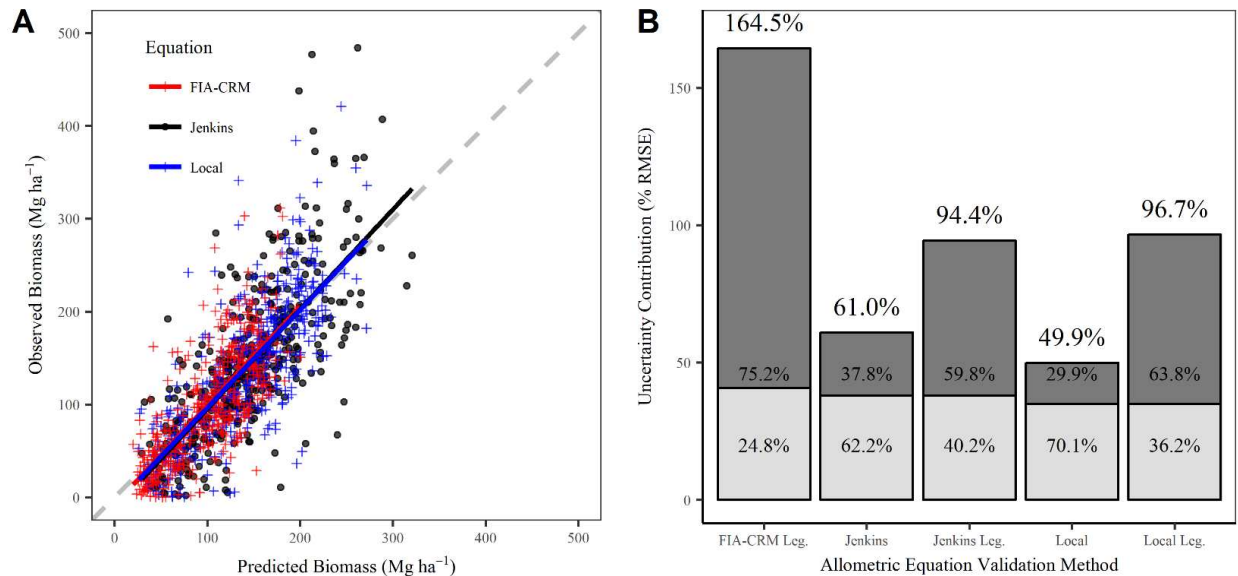 A
Equation
FIA-CRM
Jenkins
Local
500
400
300
200
100
0
Observed Biomass (Mg ha⁻¹)
0 100 200 300 400 500
Predicted Biomass (Mg ha⁻¹)
B
164.5%
94.4%
96.7%
61.0%
49.9%
75.2% 37.8% 59.8% 29.9% 63.8%
24.8% 62.2% 40.2% 70.1% 36.2%
150
100
50
0
Uncertainty Contribution (% RMSE)
FIA-CRM Leg. Jenkins Jenkins Leg. Local Local Leg.
Allometric Equation Validation Method